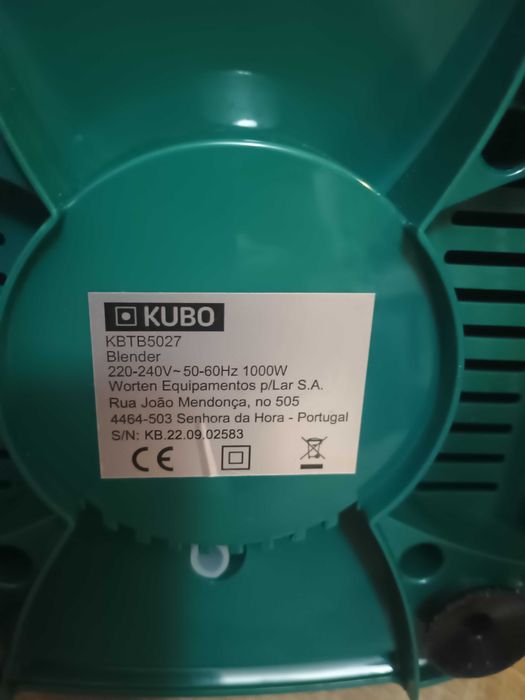 KUBO
KBTB5027
Blender
220-240V~50-60Hz 1000W
Worten Equipamentos p/Lar S.A.
Rua João Mendonça, no 505
4464-503 Senhora da Hora - Portugal
S/N: KB.22.09.02583
CE